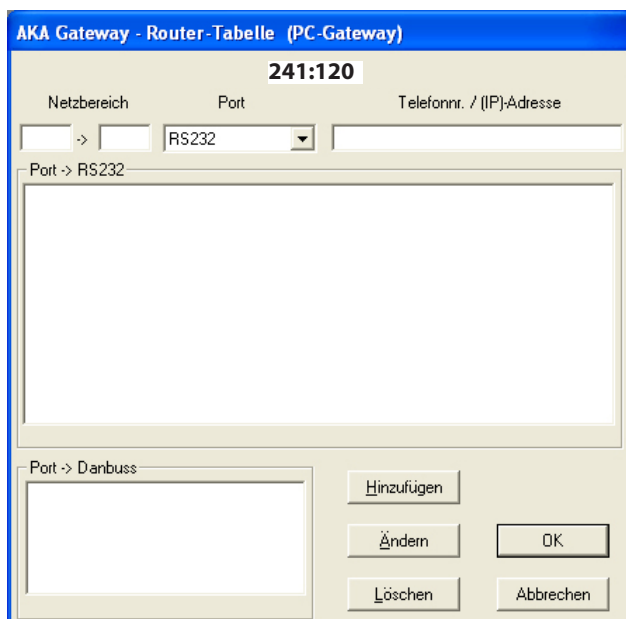 AKA Gateway - Router-Tabelle (PC-Gateway)
241:120
Netzbereich Port Telefonnr. / (IP)-Adresse
-> RS232
Port -> RS232
Port -> Danbuss
Hinzufügen
Ändern OK
Löschen Abbrechen